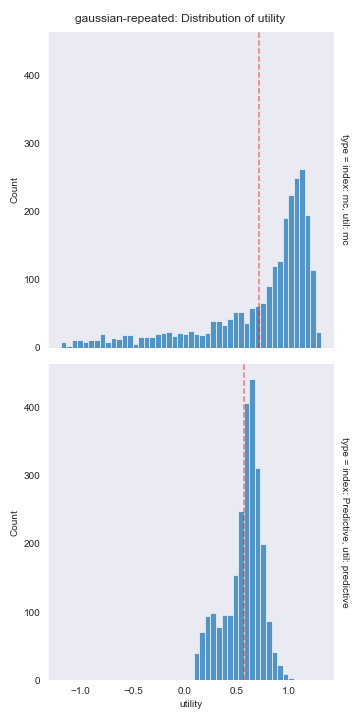 gaussian-repeated: Distribution of utility
400
300
200
100
0
Count
type = index: mc, util: mc
400
300
200
100
0
Count
type = index: Predictive, util: predictive
−1.0 −0.5 0.0 0.5 1.0
utility